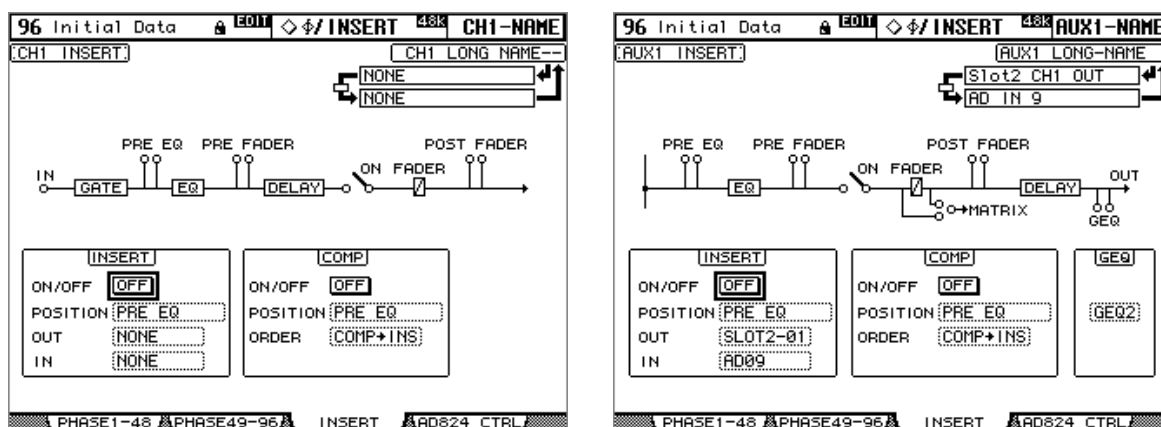 96 Initial Data EDIT ◇ φ/ INSERT 48K CH1-NAME
CH1 INSERT CH1 LONG NAME--
NONE
NONE
PRE EQ PRE FADER POST FADER
IN GATE EQ DELAY ON FADER
INSERT
ON/OFF OFF
POSITION PRE EQ
OUT NONE
IN NONE
COMP
ON/OFF OFF
POSITION PRE EQ
ORDER COMP→INS
PHASE1-48 PHASE49-96 INSERT AD824 CTRL
96 Initial Data EDIT ◇ φ/ INSERT 48K AUX1-NAME
AUX1 INSERT AUX1 LONG-NAME
Slot2 CH1 OUT
AD IN 9
PRE EQ PRE FADER POST FADER
EQ ON FADER DELAY OUT
→MATRIX
GEQ
INSERT
ON/OFF OFF
POSITION PRE EQ
OUT SLOT2-01
IN AD09
COMP
ON/OFF OFF
POSITION PRE EQ
ORDER COMP→INS
GEQ
GEQ2
PHASE1-48 PHASE49-96 INSERT AD824 CTRL